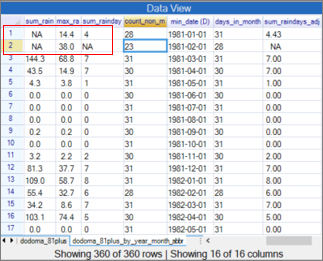 Data View
sum_rain max_ra sum_rainday count_non_m min_date (D) days_in_month sum_raindays_adj
1 NA 14.4 4 28 1981-01-01 31 4.43
2 NA 38.0 NA 23 1981-02-01 28 NA
3 144.3 68.8 7 31 1981-03-01 31 7.00
4 43.5 14.9 7 30 1981-04-01 30 7.00
5 4.3 3.8 1 31 1981-05-01 31 1.00
6 0.0 0.0 0 30 1981-06-01 30 0.00
7 0.0 0.0 0 31 1981-07-01 31 0.00
8 0.0 0.0 0 31 1981-08-01 31 0.00
9 0.2 0.2 0 30 1981-09-01 30 0.00
10 0.0 0.0 0 31 1981-10-01 31 0.00
11 3.2 2.2 2 30 1981-11-01 30 2.00
12 81.3 37.7 7 31 1981-12-01 31 7.00
13 109.0 58.7 8 31 1982-01-01 31 8.00
14 55.4 32.7 6 28 1982-02-01 28 6.00
15 34.2 8.6 7 31 1982-03-01 31 7.00
16 103.1 74.4 5 30 1982-04-01 30 5.00
17 0.0 0.0 0 31 1982-05-01 31 0.00
dodoma_81plus dodoma_81plus_by_year_month_abbr
Showing 360 of 360 rows | Showing 16 of 16 columns